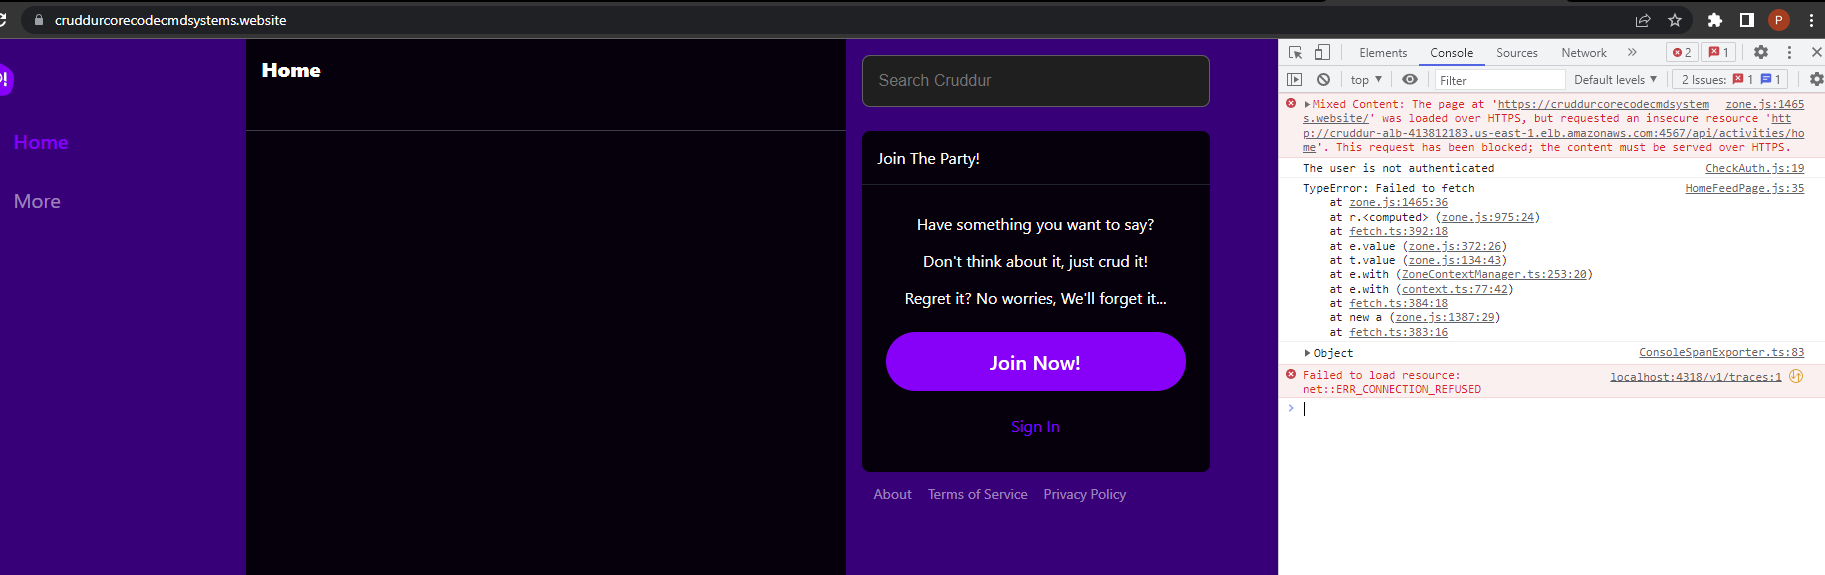 cruddurcorecodecmdsystems.website
P
!
Home
More
Home
Search Cruddur
Join The Party!
Have something you want to say?
Don't think about it, just crud it!
Regret it? No worries, We'll forget it...
Join Now!
Sign In
About Terms of Service Privacy Policy
Elements Console Sources Network » 2 1
top Filter Default levels 2 Issues: 1 1
Mixed Content: The page at 'https://cruddurcorecodecmdsystem zone.js:1465
s.website/' was loaded over HTTPS, but requested an insecure resource 'htt
p://cruddur-alb-413812183.us-east-1.elb.amazonaws.com:4567/api/activities/ho
me'. This request has been blocked; the content must be served over HTTPS.
The user is not authenticated CheckAuth.js:19
TypeError: Failed to fetch HomeFeedPage.js:35
at zone.js:1465:36
at r.<computed> (zone.js:975:24)
at fetch.ts:392:18
at e.value (zone.js:372:26)
at t.value (zone.js:134:43)
at e.with (ZoneContextManager.ts:253:20)
at e.with (context.ts:77:42)
at fetch.ts:384:18
at new a (zone.js:1387:29)
at fetch.ts:383:16
Object ConsoleSpanExporter.ts:83
Failed to load resource: localhost:4318/v1/traces:1
net::ERR_CONNECTION_REFUSED